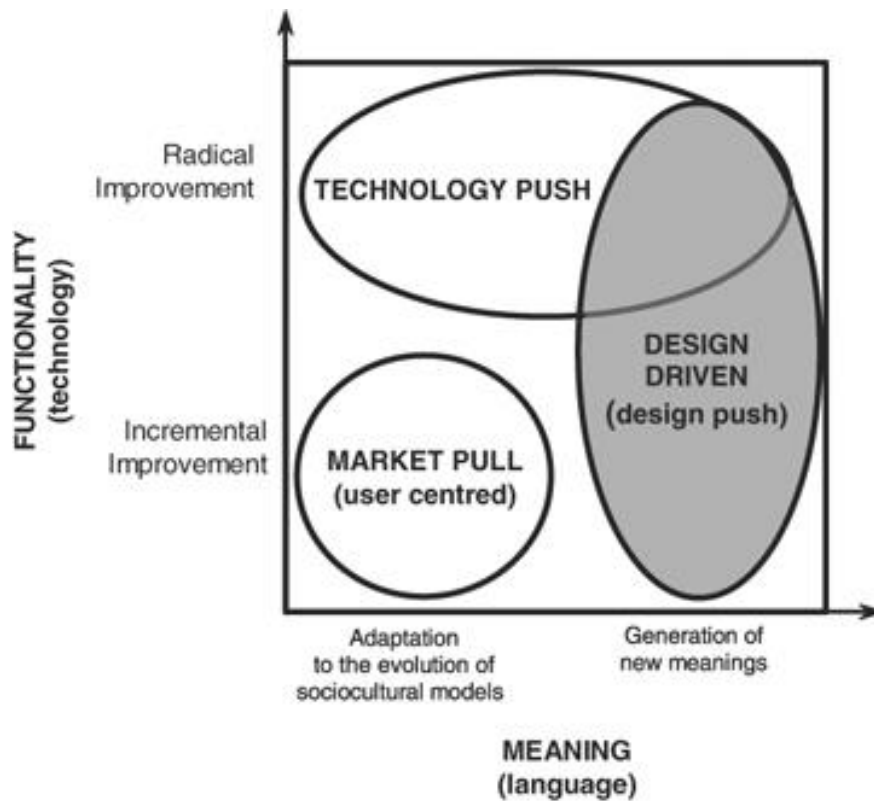 FUNCTIONALITY
(technology)
Radical
Improvement
Incremental
Improvement
TECHNOLOGY PUSH
DESIGN
DRIVEN
(design push)
MARKET PULL
(user centred)
Adaptation
to the evolution of
sociocultural models
Generation of
new meanings
MEANING
(language)